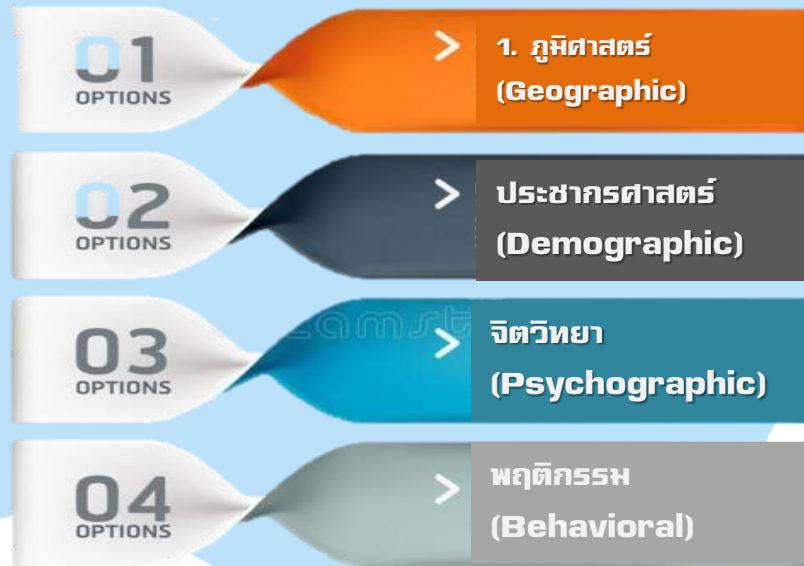 01
OPTIONS
1. ภูมิศาสตร์
(Geographic)
02
OPTIONS
ประชากรศาสตร์
(Demographic)
03
OPTIONS
จิตวิทยา
(Psychographic)
04
OPTIONS
พฤติกรรม
(Behavioral)